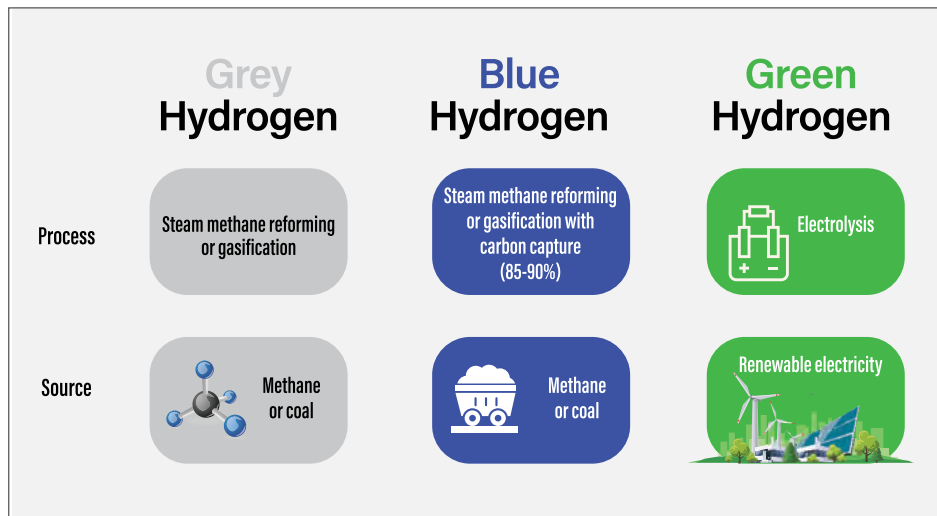 Grey
Hydrogen
Blue
Hydrogen
Green
Hydrogen
Process
Steam methane reforming
or gasification
Steam methane reforming
or gasification with
carbon capture
(85-90%)
Electrolysis
+ −
Source
Methane
or coal
Methane
or coal
Renewable electricity